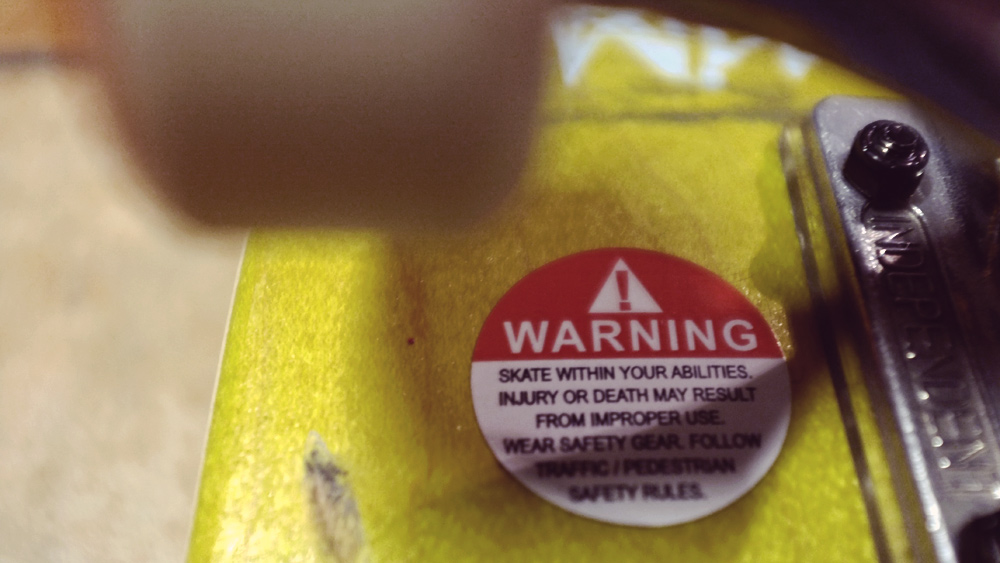 WARNING
SKATE WITHIN YOUR ABILITIES.
INJURY OR DEATH MAY RESULT
FROM IMPROPER USE.
WEAR SAFETY GEAR. FOLLOW
TRAFFIC / PEDESTRIAN
SAFETY RULES.
INDEPENDENT